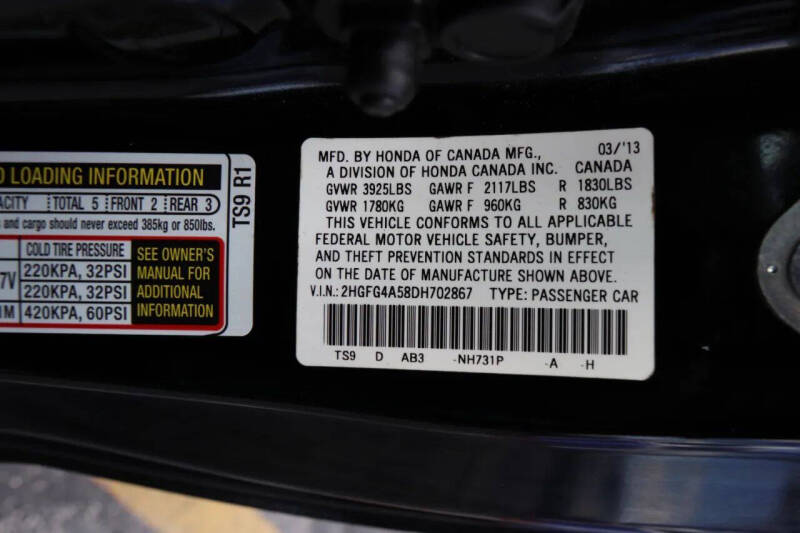 D LOADING INFORMATION
ACITY TOTAL 5 FRONT 2 REAR 3
s and cargo should never exceed 385kg or 850lbs.
COLD TIRE PRESSURE
7V 220KPA, 32PSI
220KPA, 32PSI
1M 420KPA, 60PSI
SEE OWNER'S
MANUAL FOR
ADDITIONAL
INFORMATION
TS9 R1
MFD. BY HONDA OF CANADA MFG., 03/'13
A DIVISION OF HONDA CANADA INC. CANADA
GVWR 3925LBS GAWR F 2117LBS R 1830LBS
GVWR 1780KG GAWR F 960KG R 830KG
THIS VEHICLE CONFORMS TO ALL APPLICABLE
FEDERAL MOTOR VEHICLE SAFETY, BUMPER,
AND THEFT PREVENTION STANDARDS IN EFFECT
ON THE DATE OF MANUFACTURE SHOWN ABOVE.
V.I.N.: 2HGFG4A58DH702867 TYPE: PASSENGER CAR
TS9 D AB3 -NH731P -A -H